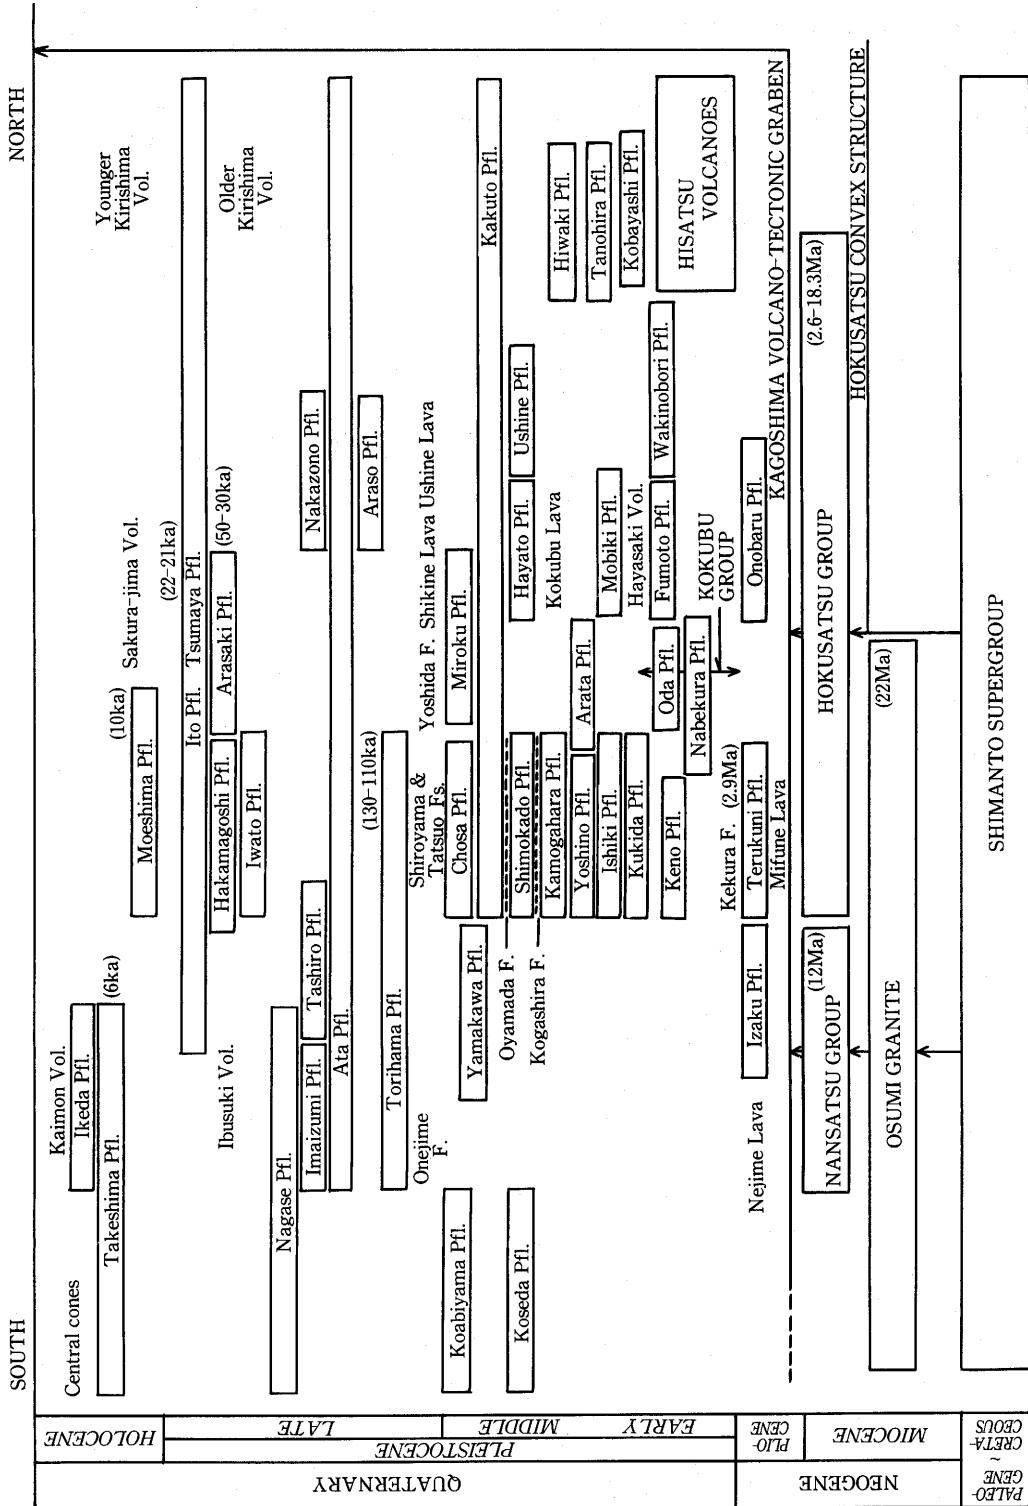 SOUTH
NORTH
QUATERNARY
NEOGENE
PALEO-
GENE
~
CRETA-
CEOUS
PLEISTOCENE
HOLOCENE
LATE
MIDDLE
EARLY
PLIO-
CENE
MIOCENE
Central cones
Kaimon Vol.
Ikeda Pfl.
Takeshima Pfl.
(6ka)
Moeshima Pfl.
(10ka)
Sakura-jima Vol.
Younger
Kirishima
Vol.
(22-21ka)
Ito Pfl.
Tsumaya Pfl.
Ibusuki Vol.
Hakamagoshi Pfl.
Arasaki Pfl.
(50-30ka)
Older
Kirishima
Vol.
Iwato Pfl.
Nagase Pfl.
Imaizumi Pfl.
Tashiro Pfl.
Nakazono Pfl.
Ata Pfl.
Araso Pfl.
(130-110ka)
Torihama Pfl.
Onejime
F.
Shiroyama &
Tatsuo Fs.
Yoshida F.
Shikine Lava
Ushine Lava
Koabiyama Pfl.
Chosa Pfl.
Miroku Pfl.
Yamakawa Pfl.
Kakuto Pfl.
Oyamada F.
Koseda Pfl.
Shimokado Pfl.
Hayato Pfl.
Ushine Pfl.
Kogashira F.
Kamogahara Pfl.
Kokubu Lava
Hiwaki Pfl.
Yoshino Pfl.
Arata Pfl.
Tanohira Pfl.
Ishiki Pfl.
Mobiki Pfl.
Kukida Pfl.
Hayasaki Vol.
Kobayashi Pfl.
Keno Pfl.
Oda Pfl.
Fumoto Pfl.
Wakinobori Pfl.
HISATSU
VOLCANOES
Nabekura Pfl.
KOKUBU
GROUP
Kekura F.
(2.9Ma)
Nejime Lava
Izaku Pfl.
Terukuni Pfl.
Onobaru Pfl.
Mifune Lava
KAGOSHIMA VOLCANO-TECTONIC GRABEN
NANSATSU GROUP
(12Ma)
HOKUSATSU GROUP
(2.6-18.3Ma)
HOKUSATSU CONVEX STRUCTURE
OSUMI GRANITE
(22Ma)
SHIMANTO SUPERGROUP